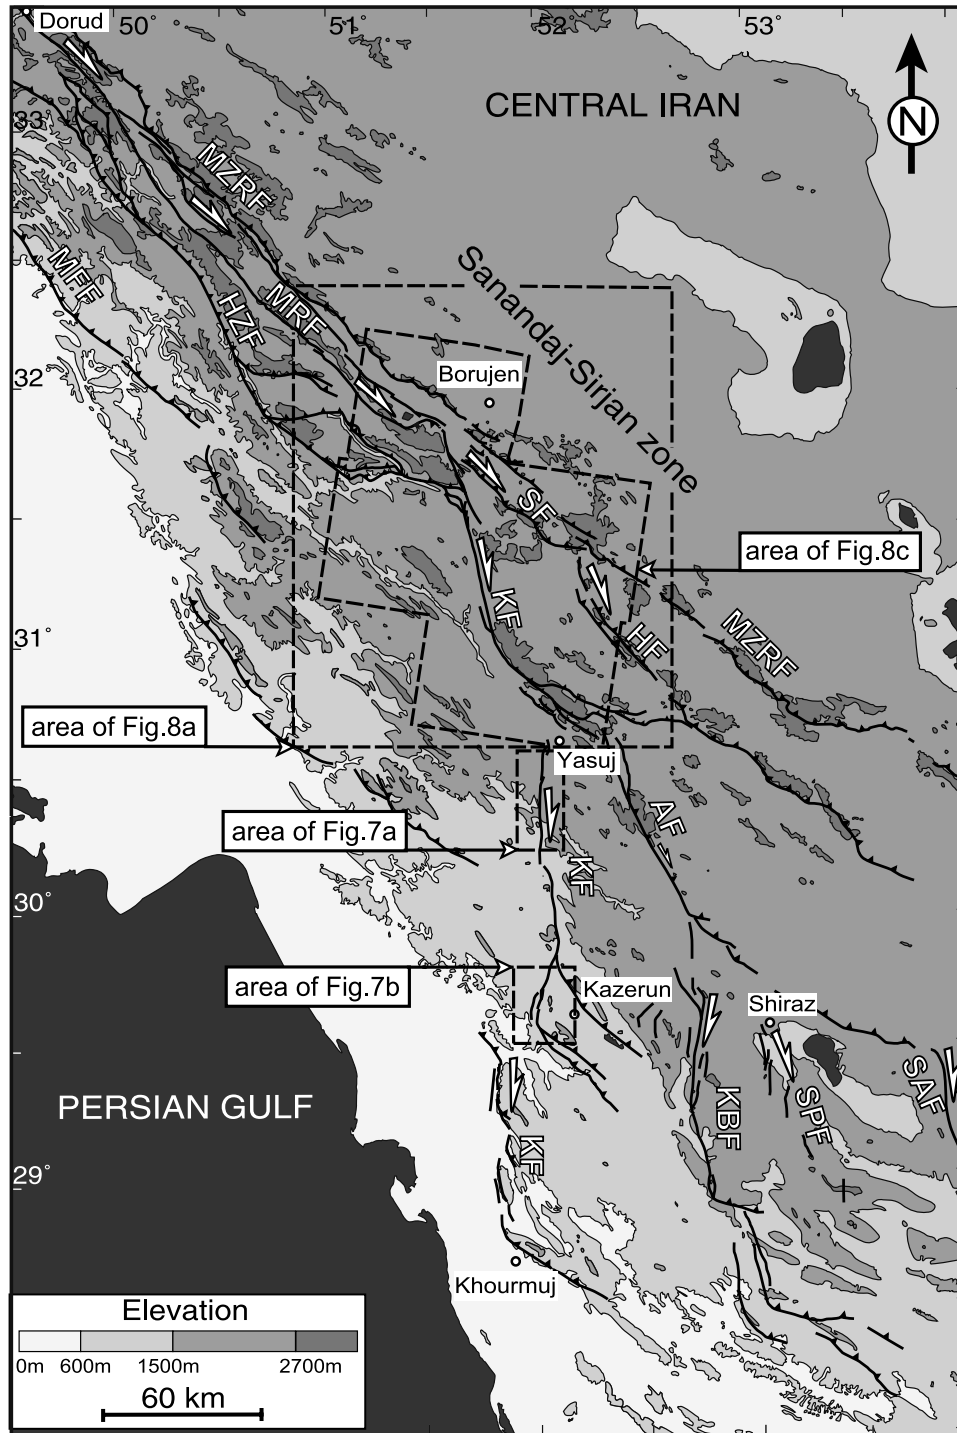 Dorud
50
51
52
53
CENTRAL IRAN
N
33
MZRF
MFF
HZF
MRF
Sanandaj-Sirjan zone
32
Borujen
SF
area of Fig.8c
KF
HF
MZRF
31°
area of Fig.8a
Yasuj
area of Fig.7a
AF
KF
30°
area of Fig.7b
Kazerun
Shiraz
PERSIAN GULF
KBF
SPF
SAF
KF
29°
Khourmuj
Elevation
0m 600m 1500m 2700m
60 km